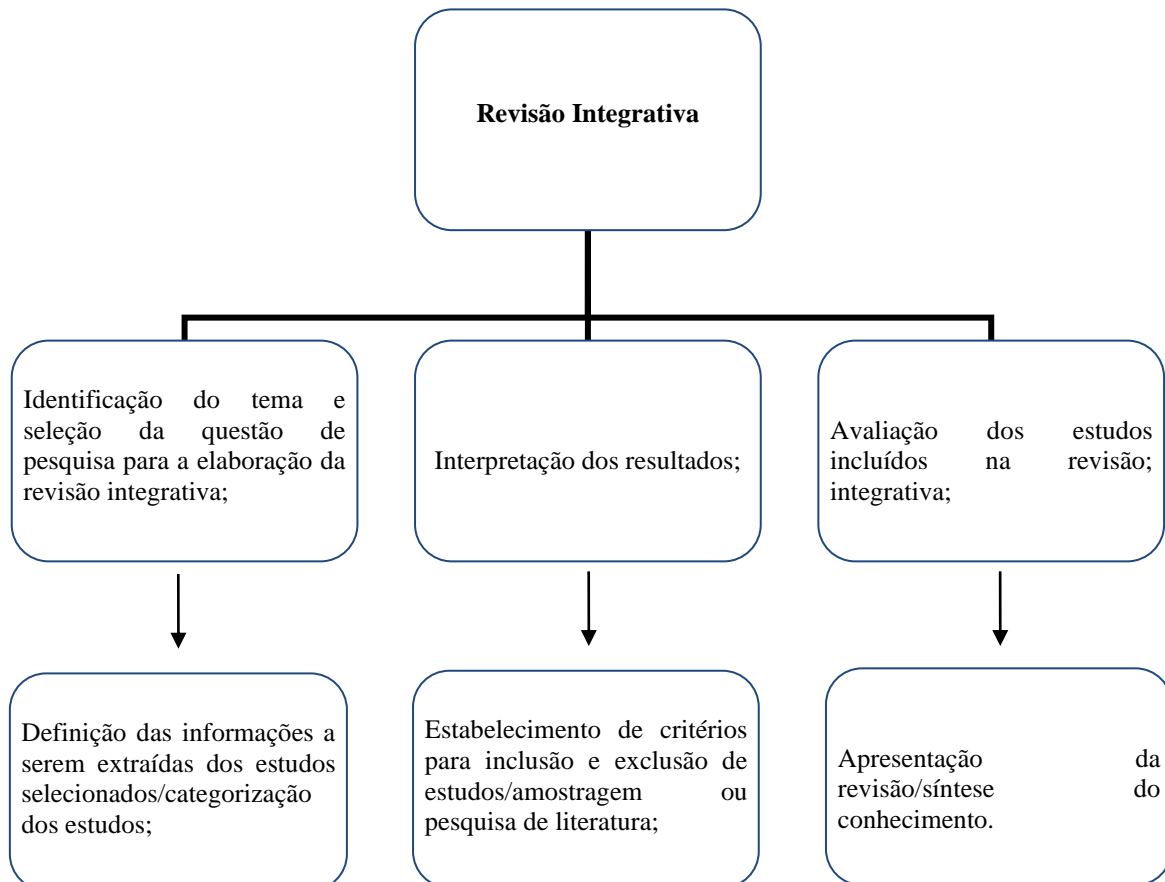 Revisão Integrativa
Identificação do tema e
seleção da questão de
pesquisa para a elaboração da
revisão integrativa;
Interpretação dos resultados;
Avaliação dos estudos
incluídos na revisão;
integrativa;
Definição das informações a
serem extraídas dos estudos
selecionados/categorização
dos estudos;
Estabelecimento de critérios
para inclusão e exclusão de
estudos/amostragem ou
pesquisa de literatura;
Apresentação da
revisão/síntese do
conhecimento.